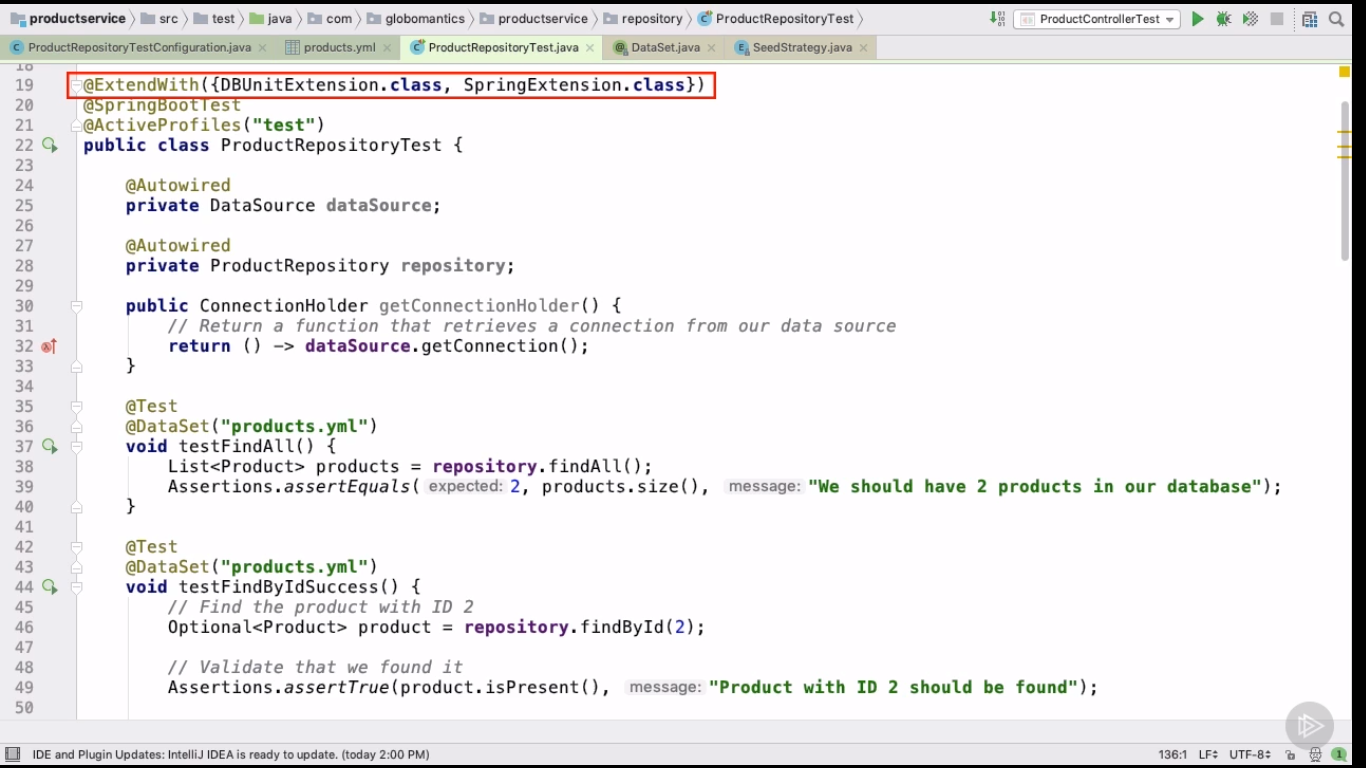 productservice src test java com globomantics productservice repository ProductRepositoryTest ProductControllerTest
ProductRepositoryTestConfiguration.java products.yml ProductRepositoryTest.java DataSet.java SeedStrategy.java
18
19 @ExtendWith({DBUnitExtension.class, SpringExtension.class})
20 @SpringBootTest
21 @ActiveProfiles("test")
22 public class ProductRepositoryTest {
23
24 @Autowired
25 private DataSource dataSource;
26
27 @Autowired
28 private ProductRepository repository;
29
30 public ConnectionHolder getConnectionHolder() {
31 // Return a function that retrieves a connection from our data source
32 return () -> dataSource.getConnection();
33 }
34
35 @Test
36 @DataSet("products.yml")
37 void testFindAll() {
38 List<Product> products = repository.findAll();
39 Assertions.assertEquals( expected: 2, products.size(), message: "We should have 2 products in our database");
40 }
41
42 @Test
43 @DataSet("products.yml")
44 void testFindByIdSuccess() {
45 // Find the product with ID 2
46 Optional<Product> product = repository.findById(2);
47
48 // Validate that we found it
49 Assertions.assertTrue(product.isPresent(), message: "Product with ID 2 should be found");
50
IDE and Plugin Updates: IntelliJ IDEA is ready to update. (today 2:00 PM) 136:1 LF UTF-8 1